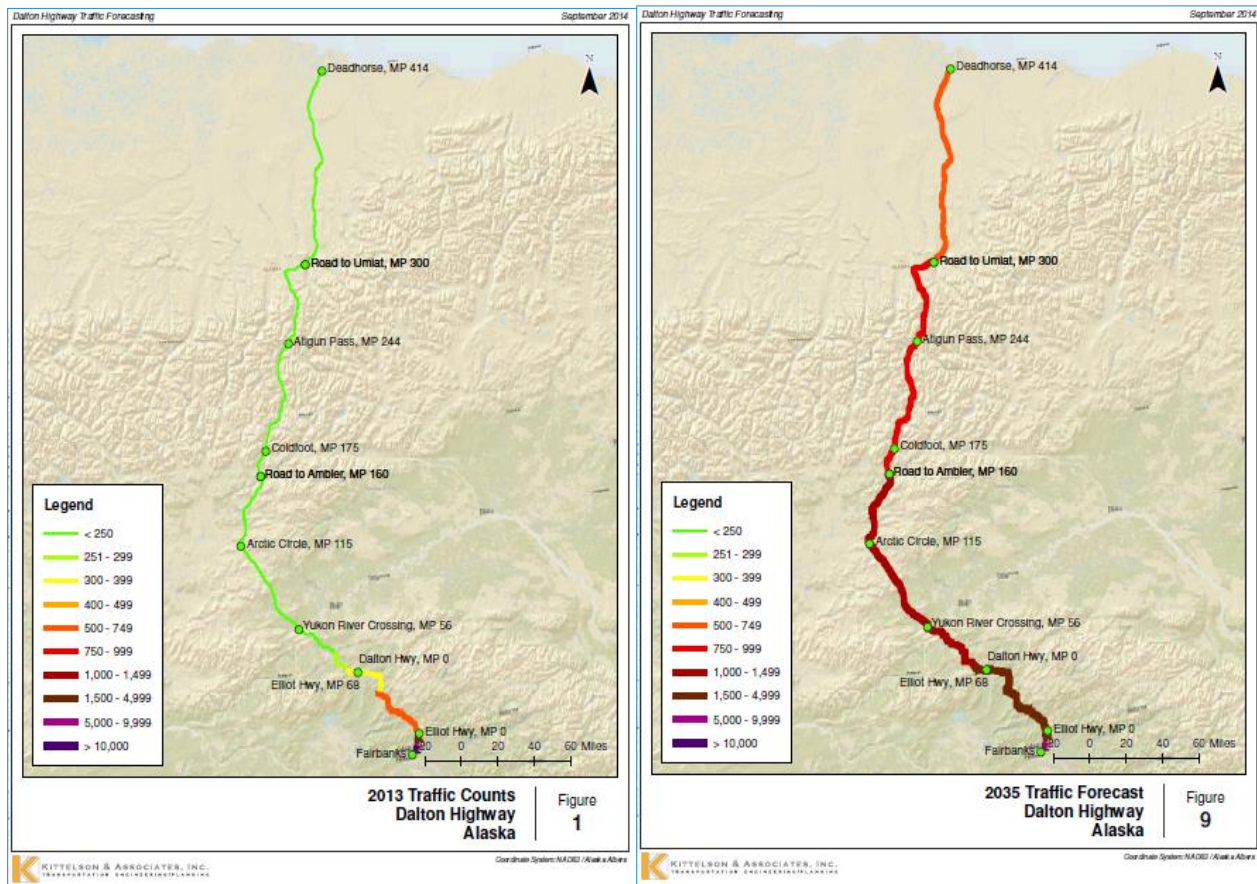 Dalton Highway Traffic Forecasting
September 2014
N
Deadhorse, MP 414
Road to Umiat, MP 300
Atigun Pass, MP 244
Coldfoot, MP 175
Road to Ambler, MP 160
Arctic Circle, MP 115
Yukon River Crossing, MP 56
Dalton Hwy, MP 0
Elliot Hwy, MP 68
Elliot Hwy, MP 0
Fairbanks
20 0 20 40 60 Miles
Legend
< 250
251 - 299
300 - 399
400 - 499
500 - 749
750 - 999
1,000 - 1,499
1,500 - 4,999
5,000 - 9,999
> 10,000
2013 Traffic Counts
Dalton Highway
Alaska
Figure
1
KITTELSON & ASSOCIATES, INC.
TRANSPORTATION ENGINEERING/PLANNING
Coordinate System: NAD83 / Alaska Albers
Dalton Highway Traffic Forecasting
September 2014
N
Deadhorse, MP 414
Road to Umiat, MP 300
Atigun Pass, MP 244
Coldfoot, MP 175
Road to Ambler, MP 160
Arctic Circle, MP 115
Yukon River Crossing, MP 56
Dalton Hwy, MP 0
Elliot Hwy, MP 68
Elliot Hwy, MP 0
Fairbanks
20 0 20 40 60 Miles
Legend
< 250
251 - 299
300 - 399
400 - 499
500 - 749
750 - 999
1,000 - 1,499
1,500 - 4,999
5,000 - 9,999
> 10,000
2035 Traffic Forecast
Dalton Highway
Alaska
Figure
9
KITTELSON & ASSOCIATES, INC.
TRANSPORTATION ENGINEERING/PLANNING
Coordinate System: NAD83 / Alaska Albers